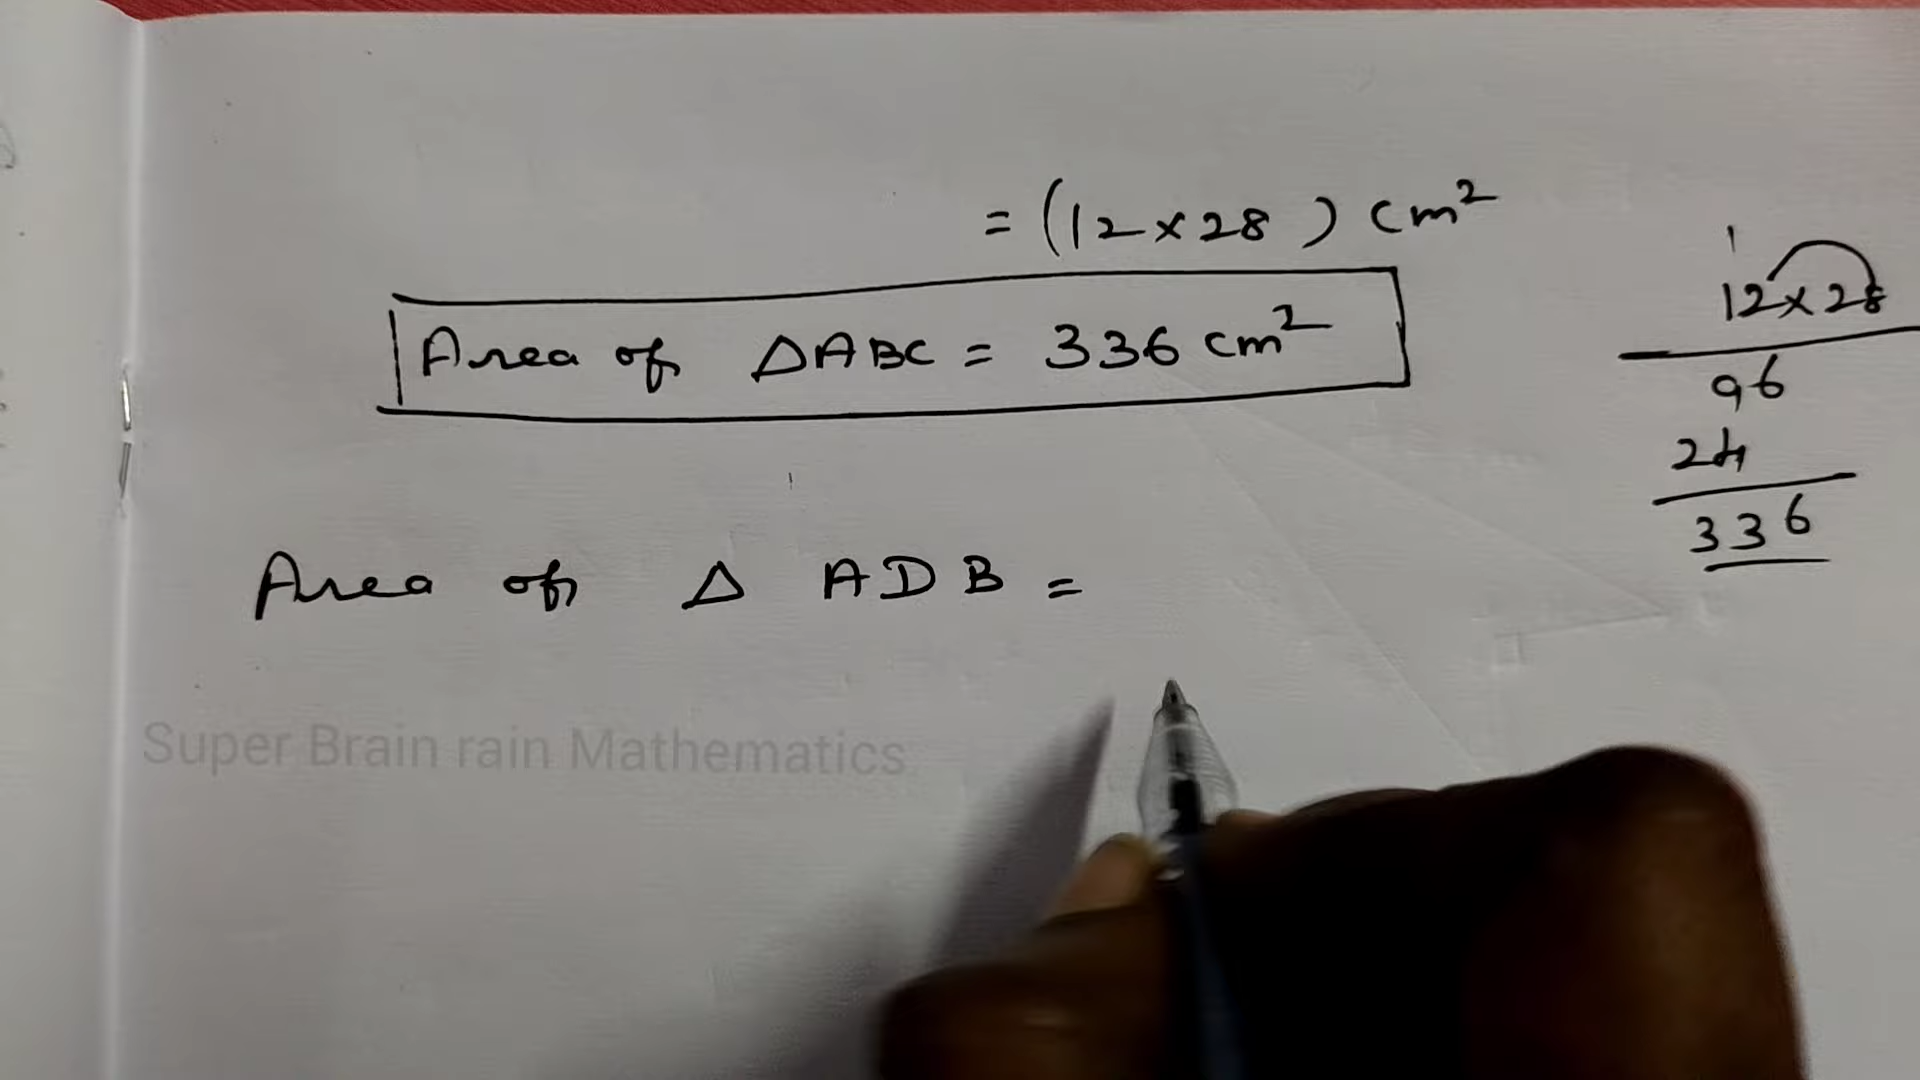 = (12×28) cm²
Area of △ABC = 336 cm²
1
12×28
96
24
336
Area of △ ADB =
Super Brain rain Mathematics